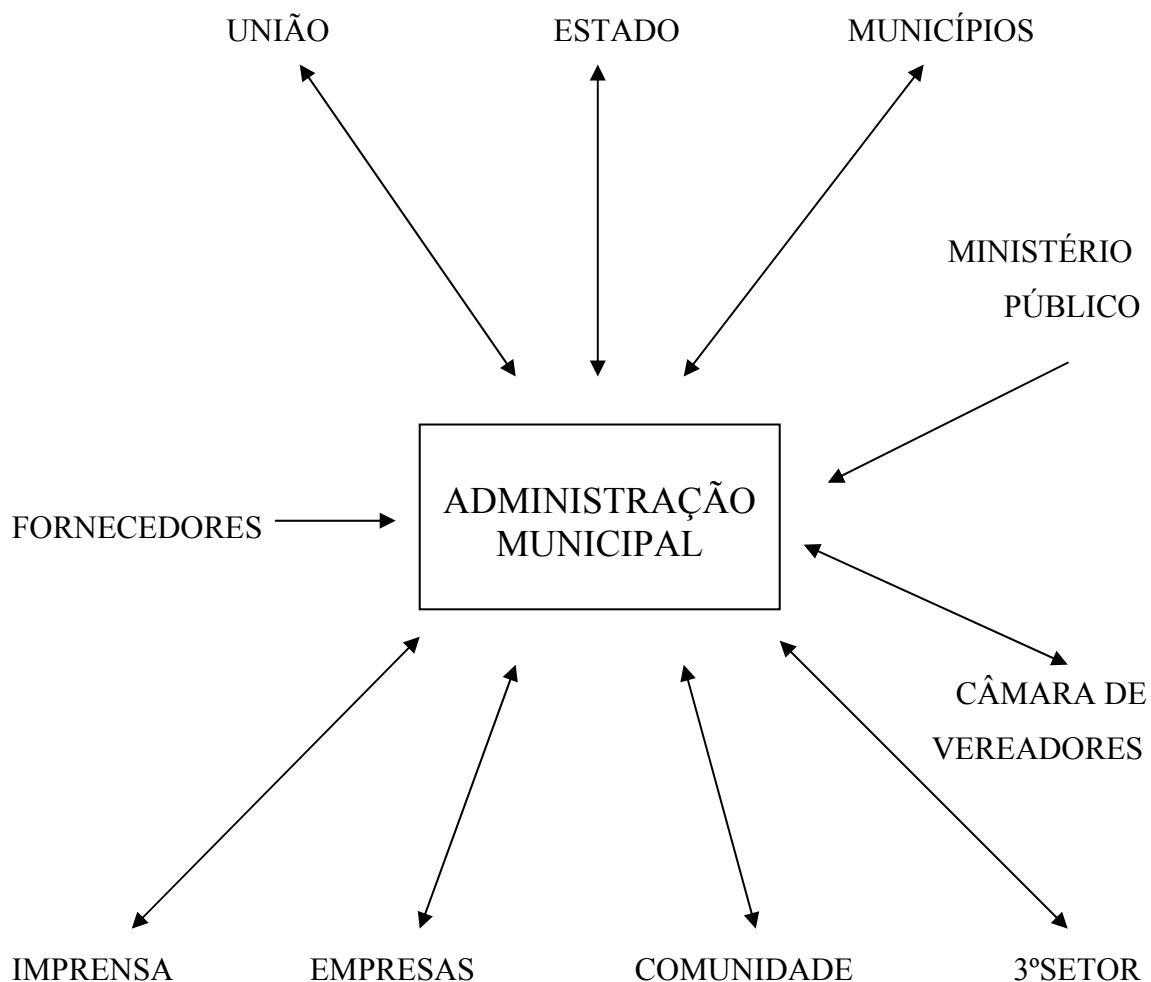 UNIÃO ESTADO MUNICÍPIOS
MINISTÉRIO
PÚBLICO
ADMINISTRAÇÃO
MUNICIPAL
FORNECEDORES
CÂMARA DE
VEREADORES
IMPRENSA EMPRESAS COMUNIDADE 3ºSETOR